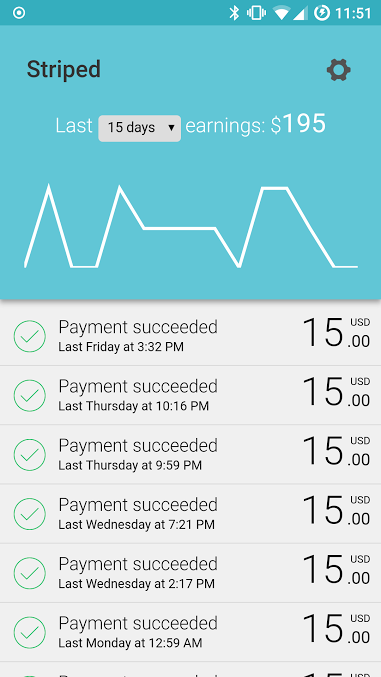 11:51
Striped
Last 15 days ▼ earnings: $195
Payment succeeded
Last Friday at 3:32 PM
15 USD .00
Payment succeeded
Last Thursday at 10:16 PM
15 USD .00
Payment succeeded
Last Thursday at 9:59 PM
15 USD .00
Payment succeeded
Last Wednesday at 7:21 PM
15 USD .00
Payment succeeded
Last Wednesday at 2:17 PM
15 USD .00
Payment succeeded
Last Monday at 12:59 AM
15 USD .00